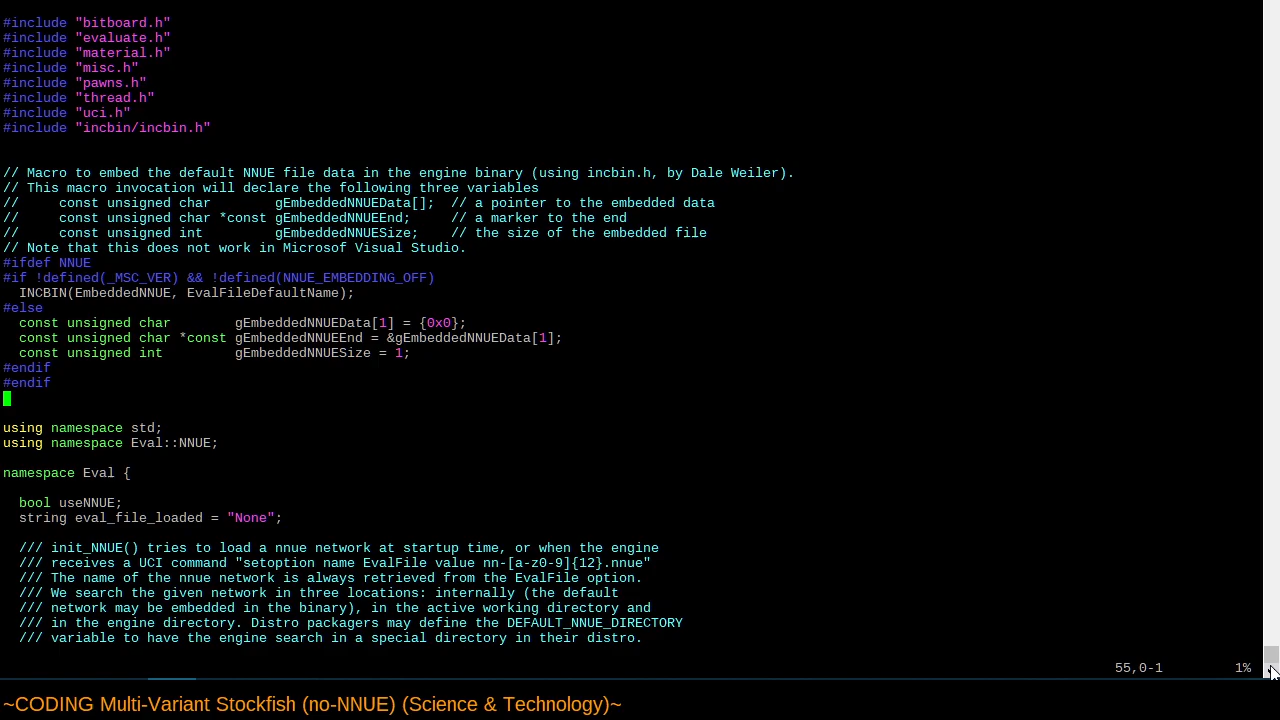 #include "bitboard.h"
#include "evaluate.h"
#include "material.h"
#include "misc.h"
#include "pawns.h"
#include "thread.h"
#include "uci.h"
#include "incbin/incbin.h"
// Macro to embed the default NNUE file data in the engine binary (using incbin.h, by Dale Weiler).
// This macro invocation will declare the following three variables
//     const unsigned char        gEmbeddedNNUEData[];  // a pointer to the embedded data
//     const unsigned char *const gEmbeddedNNUEEnd;     // a marker to the end
//     const unsigned int         gEmbeddedNNUESize;    // the size of the embedded file
// Note that this does not work in Microsof Visual Studio.
#ifdef NNUE
#if !defined(_MSC_VER) && !defined(NNUE_EMBEDDING_OFF)
  INCBIN(EmbeddedNNUE, EvalFileDefaultName);
#else
  const unsigned char        gEmbeddedNNUEData[1] = {0x0};
  const unsigned char *const gEmbeddedNNUEEnd = &gEmbeddedNNUEData[1];
  const unsigned int         gEmbeddedNNUESize = 1;
#endif
#endif
using namespace std;
using namespace Eval::NNUE;
namespace Eval {
  bool useNNUE;
  string eval_file_loaded = "None";
  /// init_NNUE() tries to load a nnue network at startup time, or when the engine
  /// receives a UCI command "setoption name EvalFile value nn-[a-z0-9]{12}.nnue"
  /// The name of the nnue network is always retrieved from the EvalFile option.
  /// We search the given network in three locations: internally (the default
  /// network may be embedded in the binary), in the active working directory and
  /// in the engine directory. Distro packagers may define the DEFAULT_NNUE_DIRECTORY
  /// variable to have the engine search in a special directory in their distro.
55,0-1         1%
~CODING Multi-Variant Stockfish (no-NNUE) (Science & Technology)~